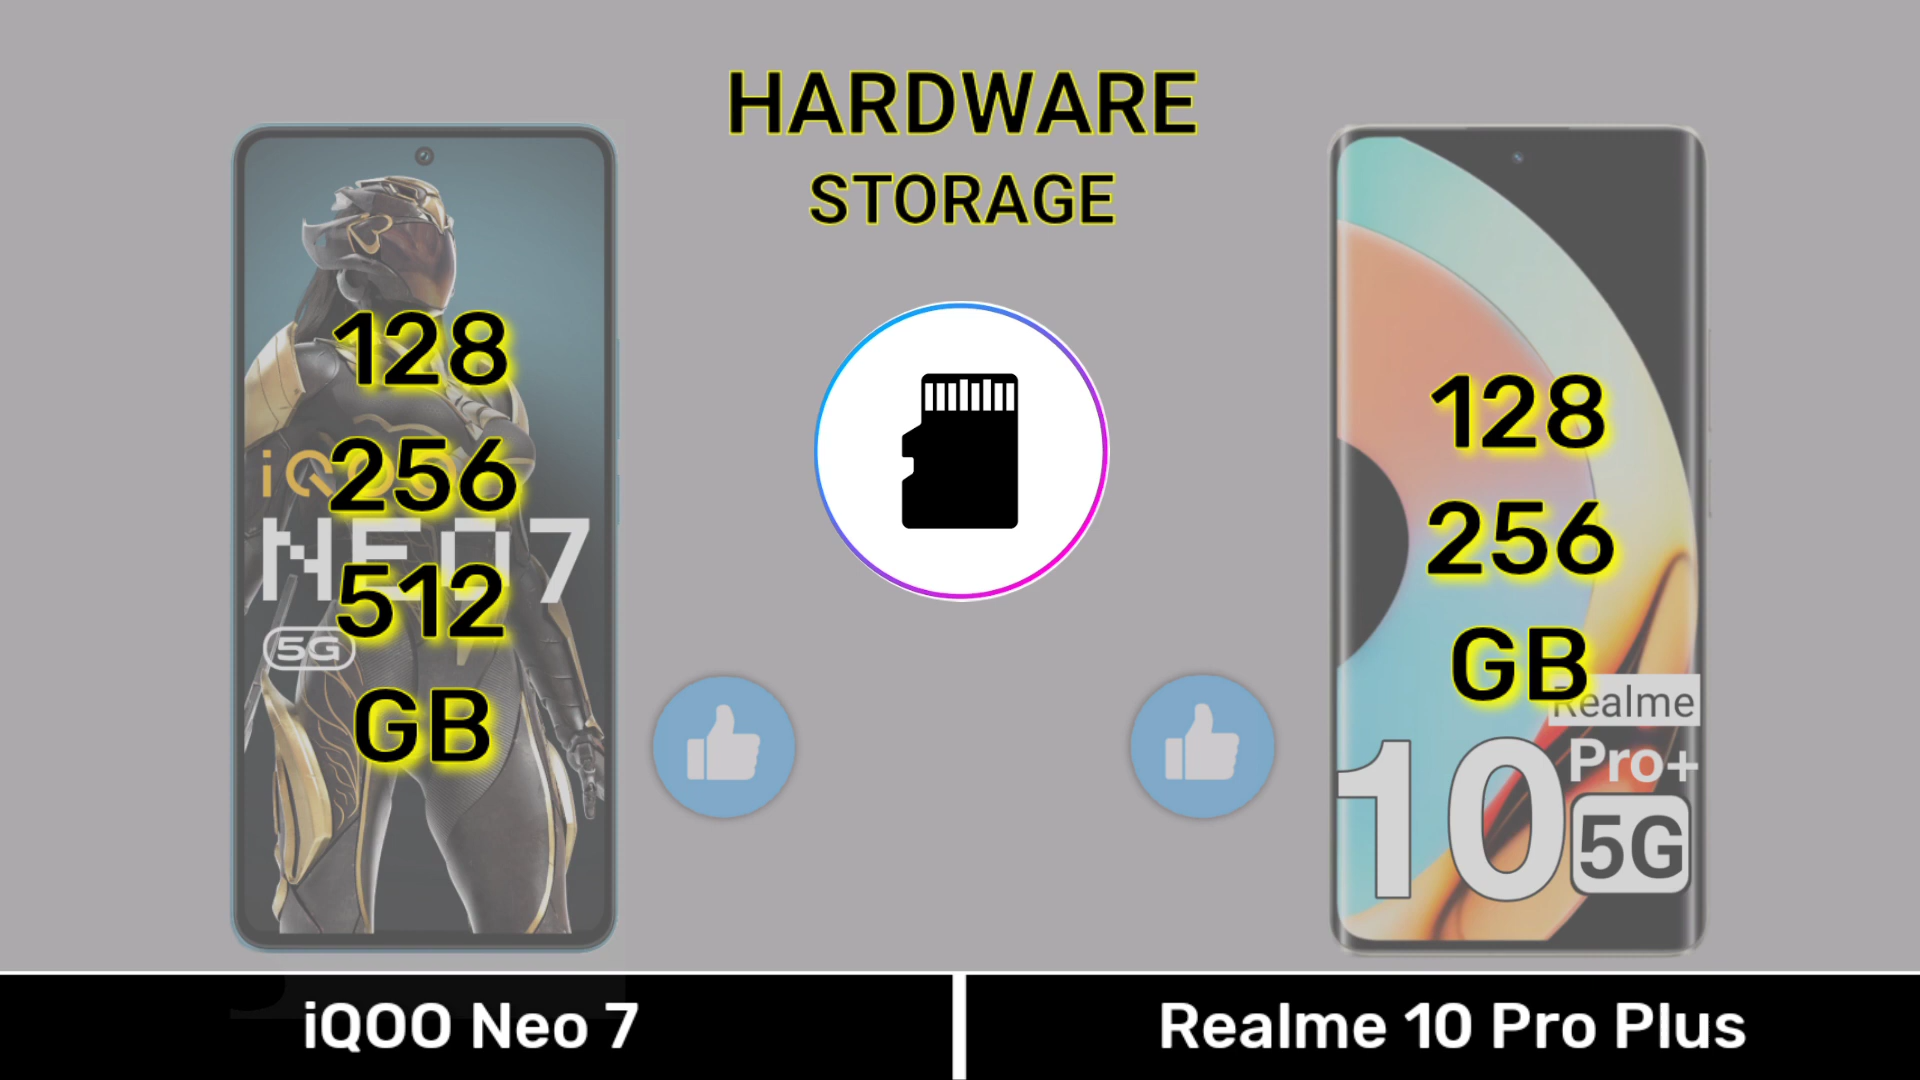 HARDWARE
STORAGE
128
256
512
GB
iQOO
NEO7
5G
128
256
GB
Realme
10
Pro+
5G
iQOO Neo 7
Realme 10 Pro Plus